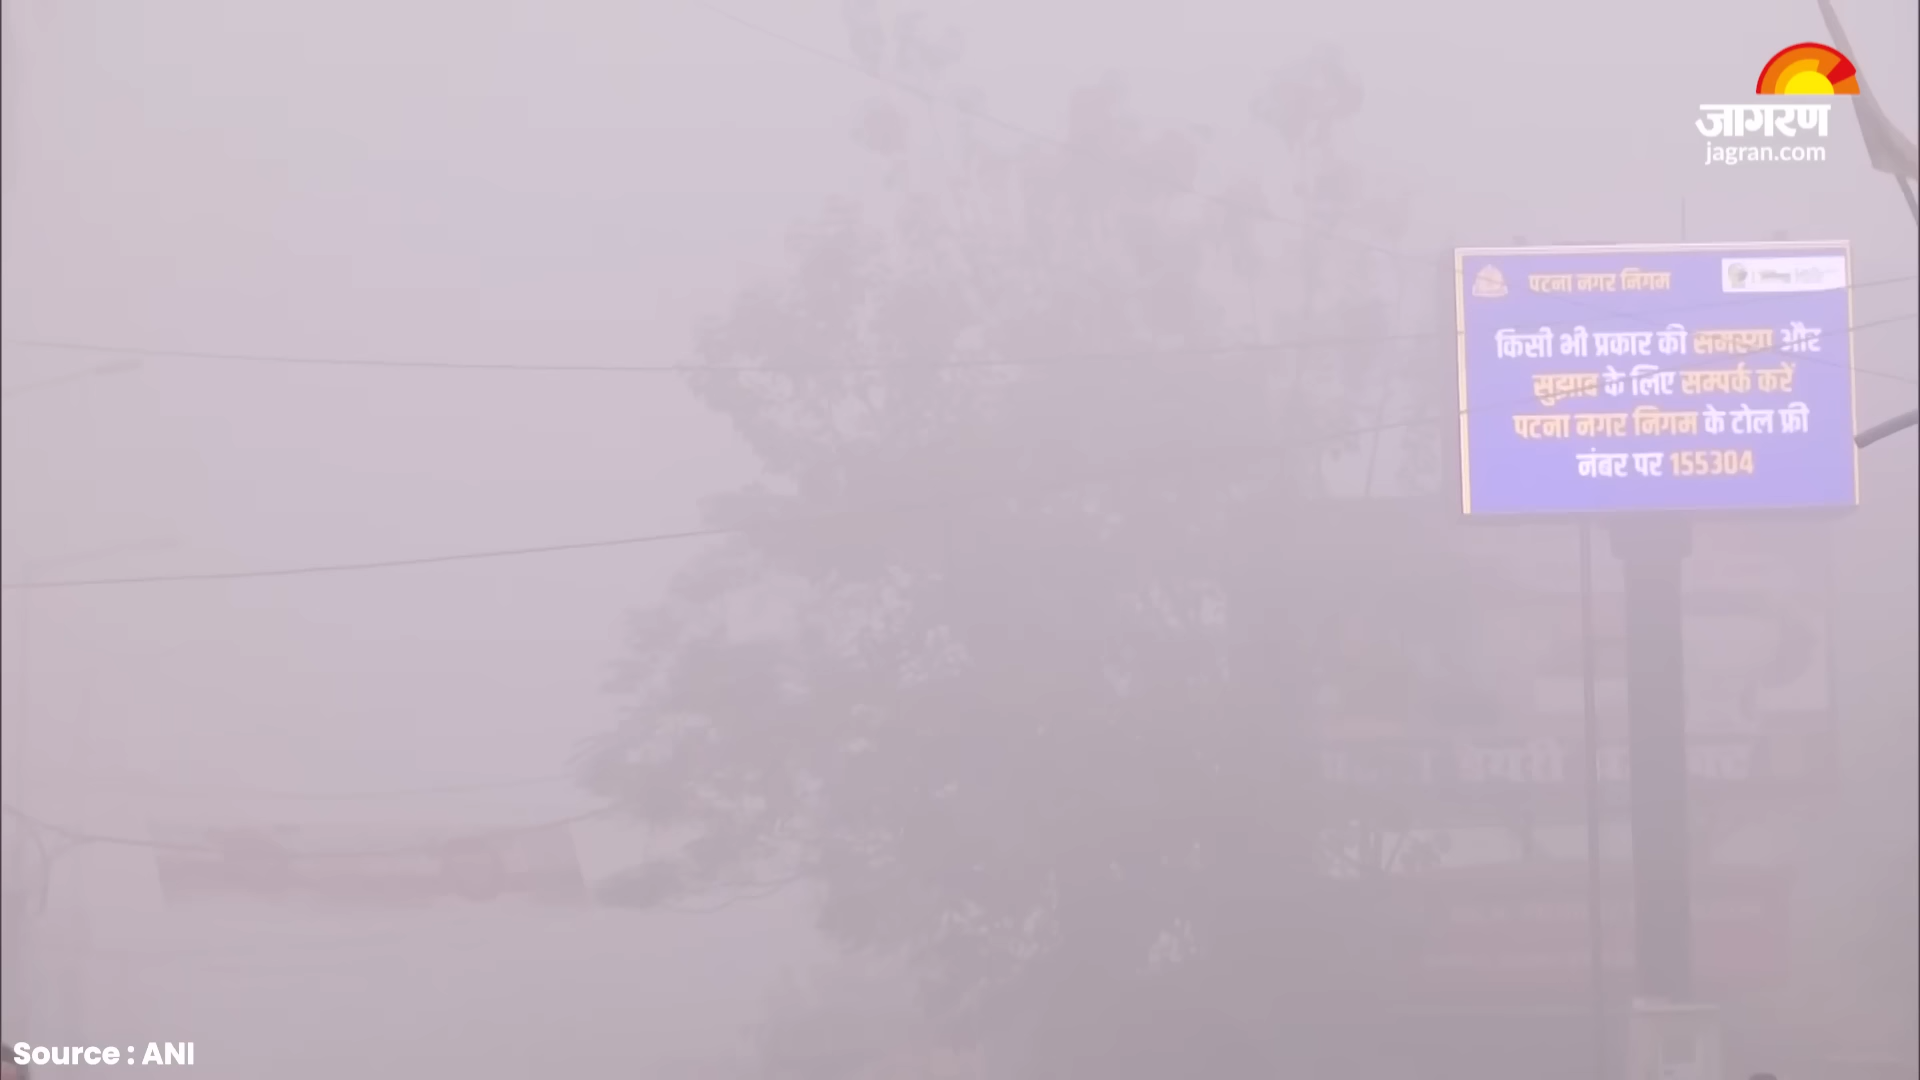 जागरण
jagran.com
पटना नगर निगम
किसी भी प्रकार की समस्या और
सुझाव के लिए सम्पर्क करें
पटना नगर निगम के टोल फ्री
नंबर पर 155304
Source : ANI